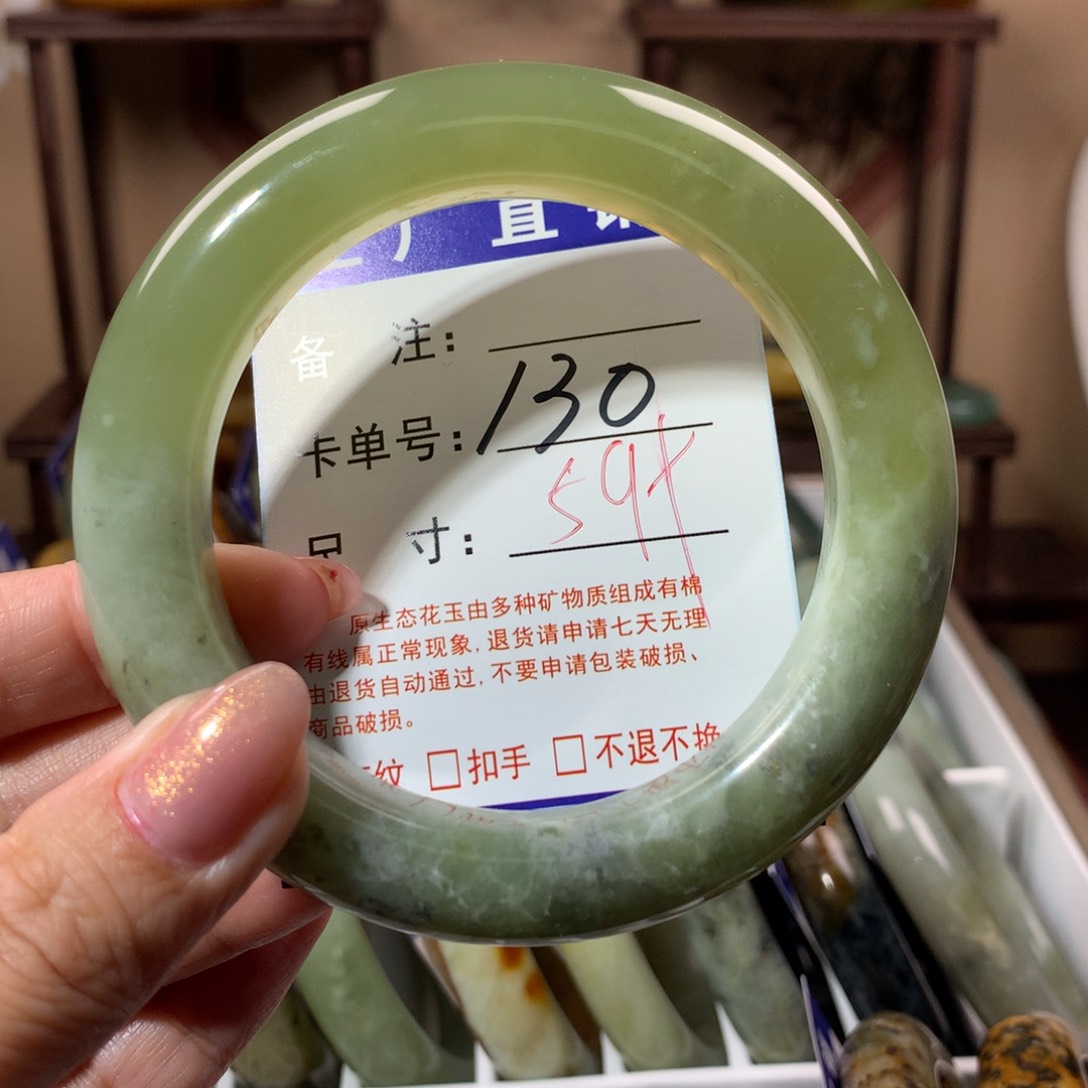 厂直销
备 注：
卡单号：130
尺 寸：59+
原生态花玉由多种矿物质组成有棉
有线属正常现象，退货请申请七天无理
由退货自动通过，不要申请包装破损、
商品破损。
纹 □扣手 □不退不换